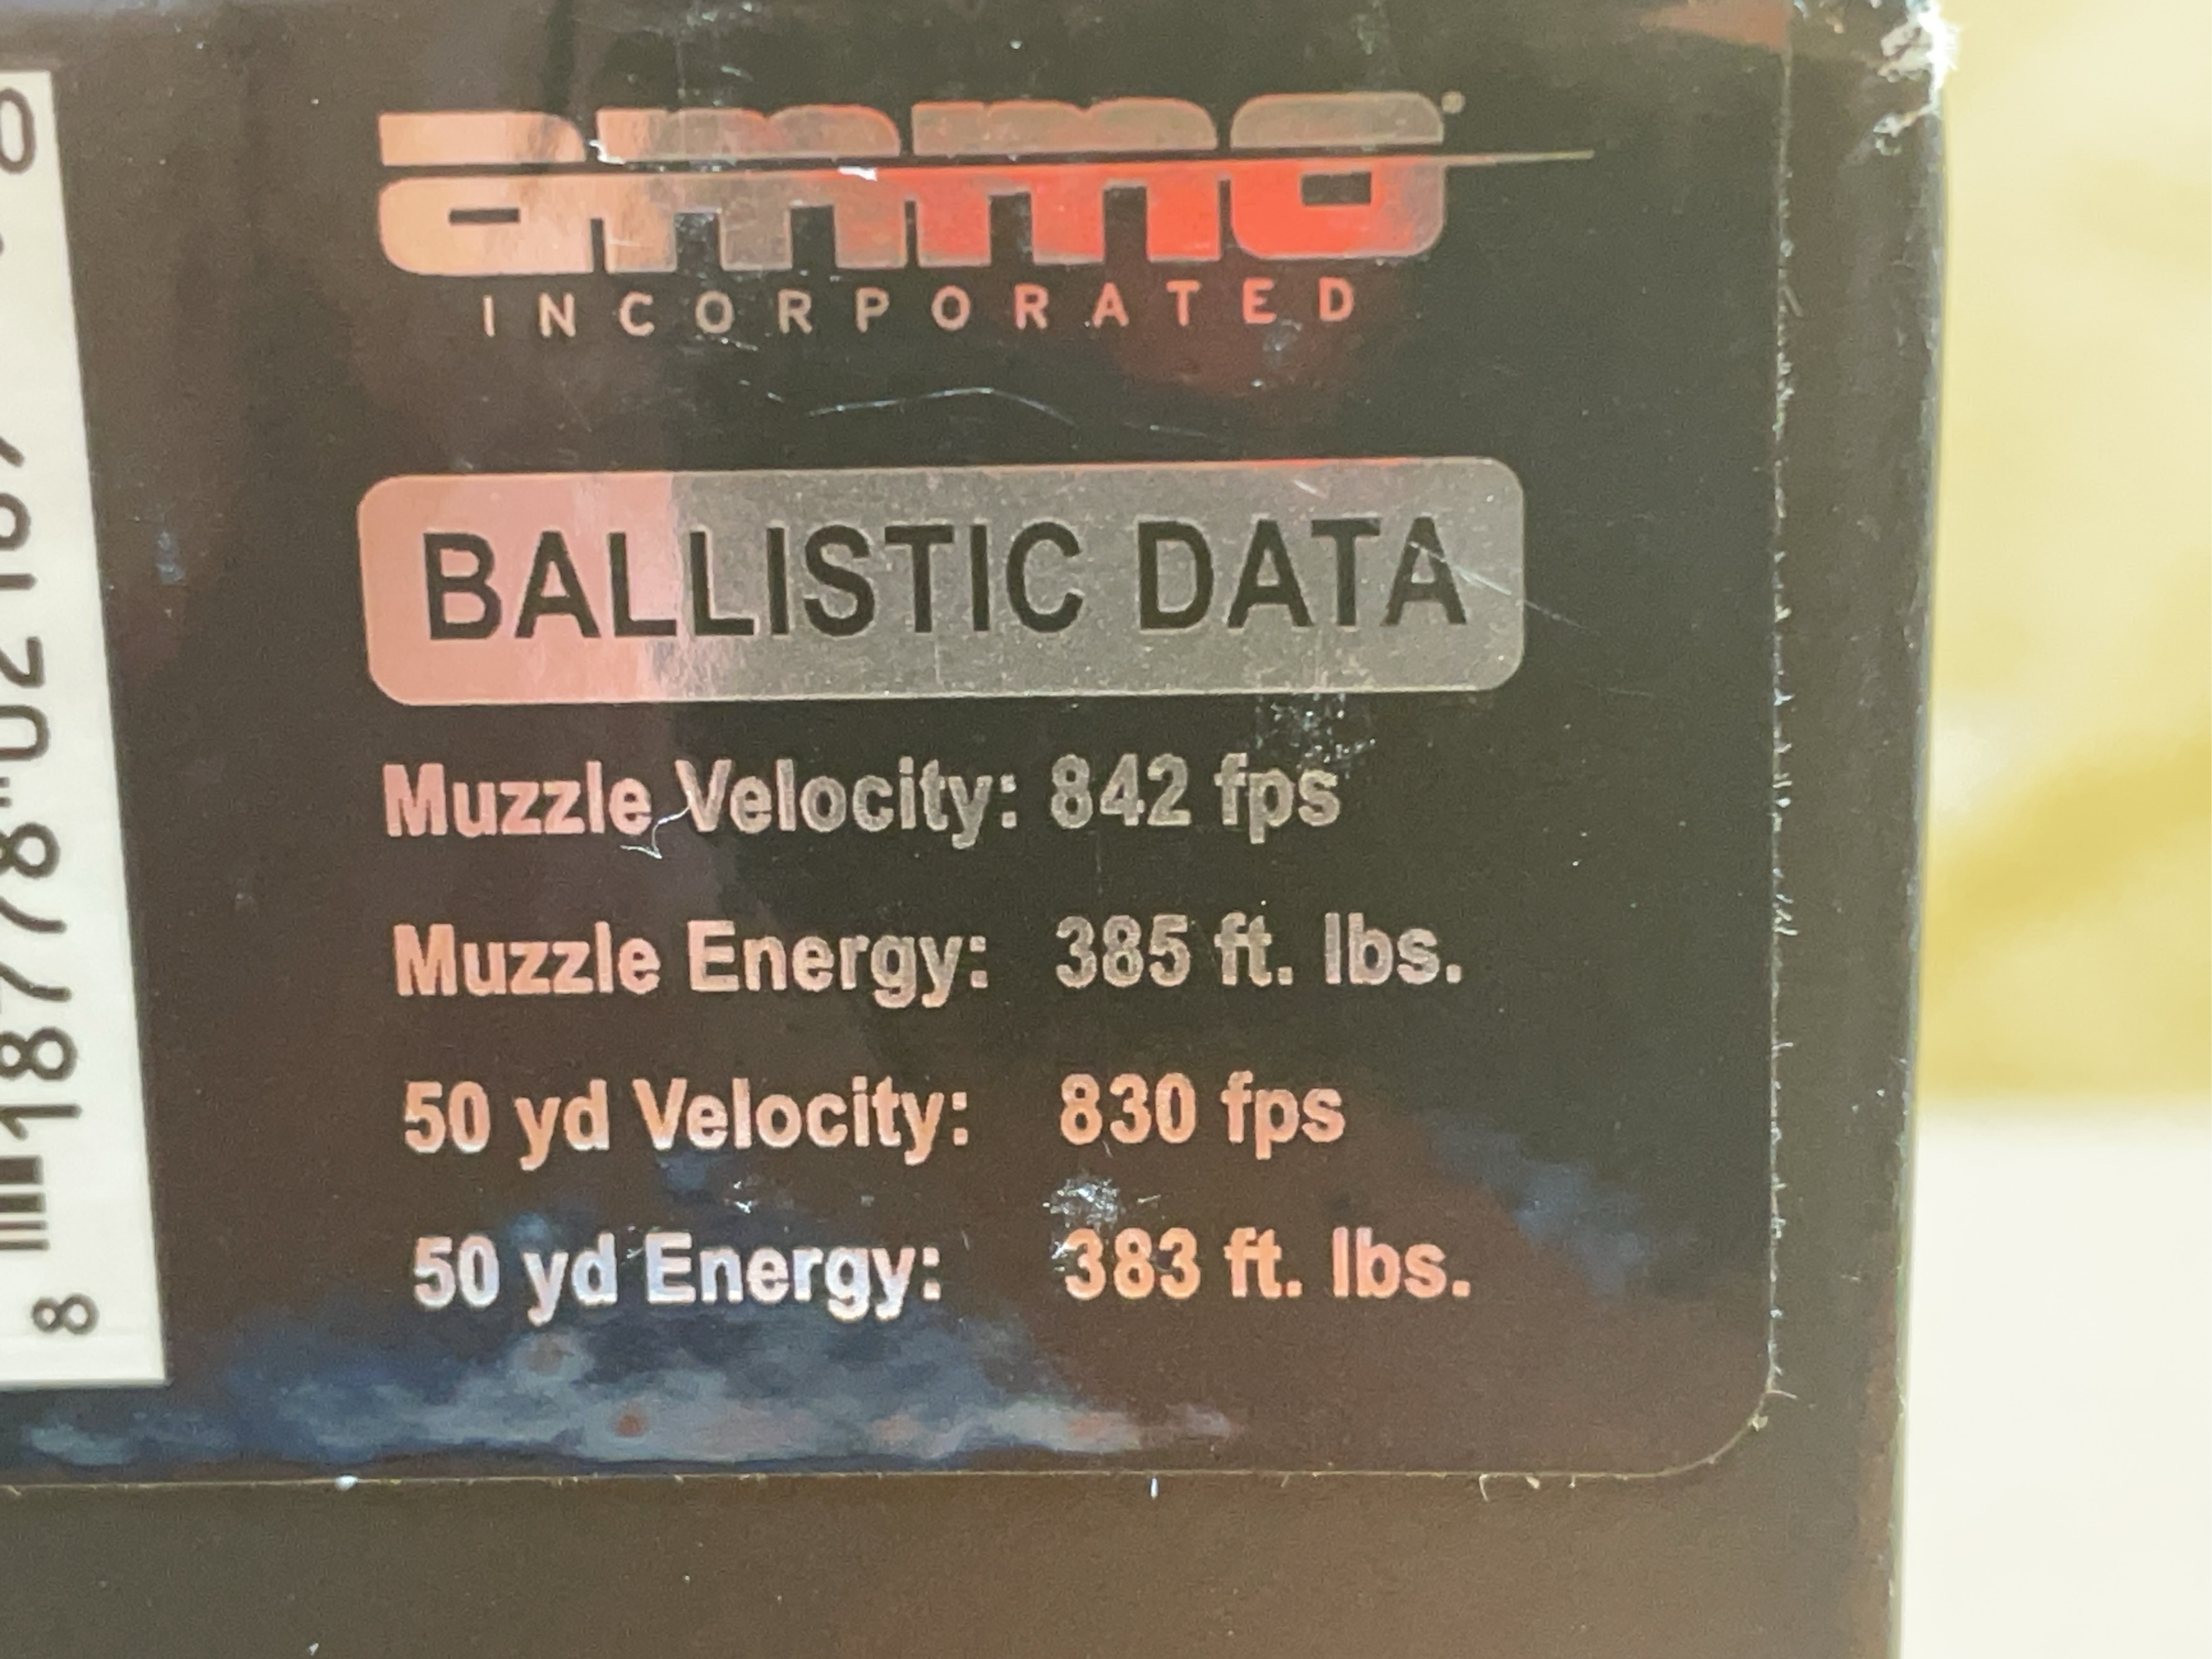 ammo
INCORPORATED
BALLISTIC DATA
Muzzle Velocity: 842 fps
Muzzle Energy: 385 ft. lbs.
50 yd Velocity: 830 fps
50 yd Energy: 383 ft. lbs.
8